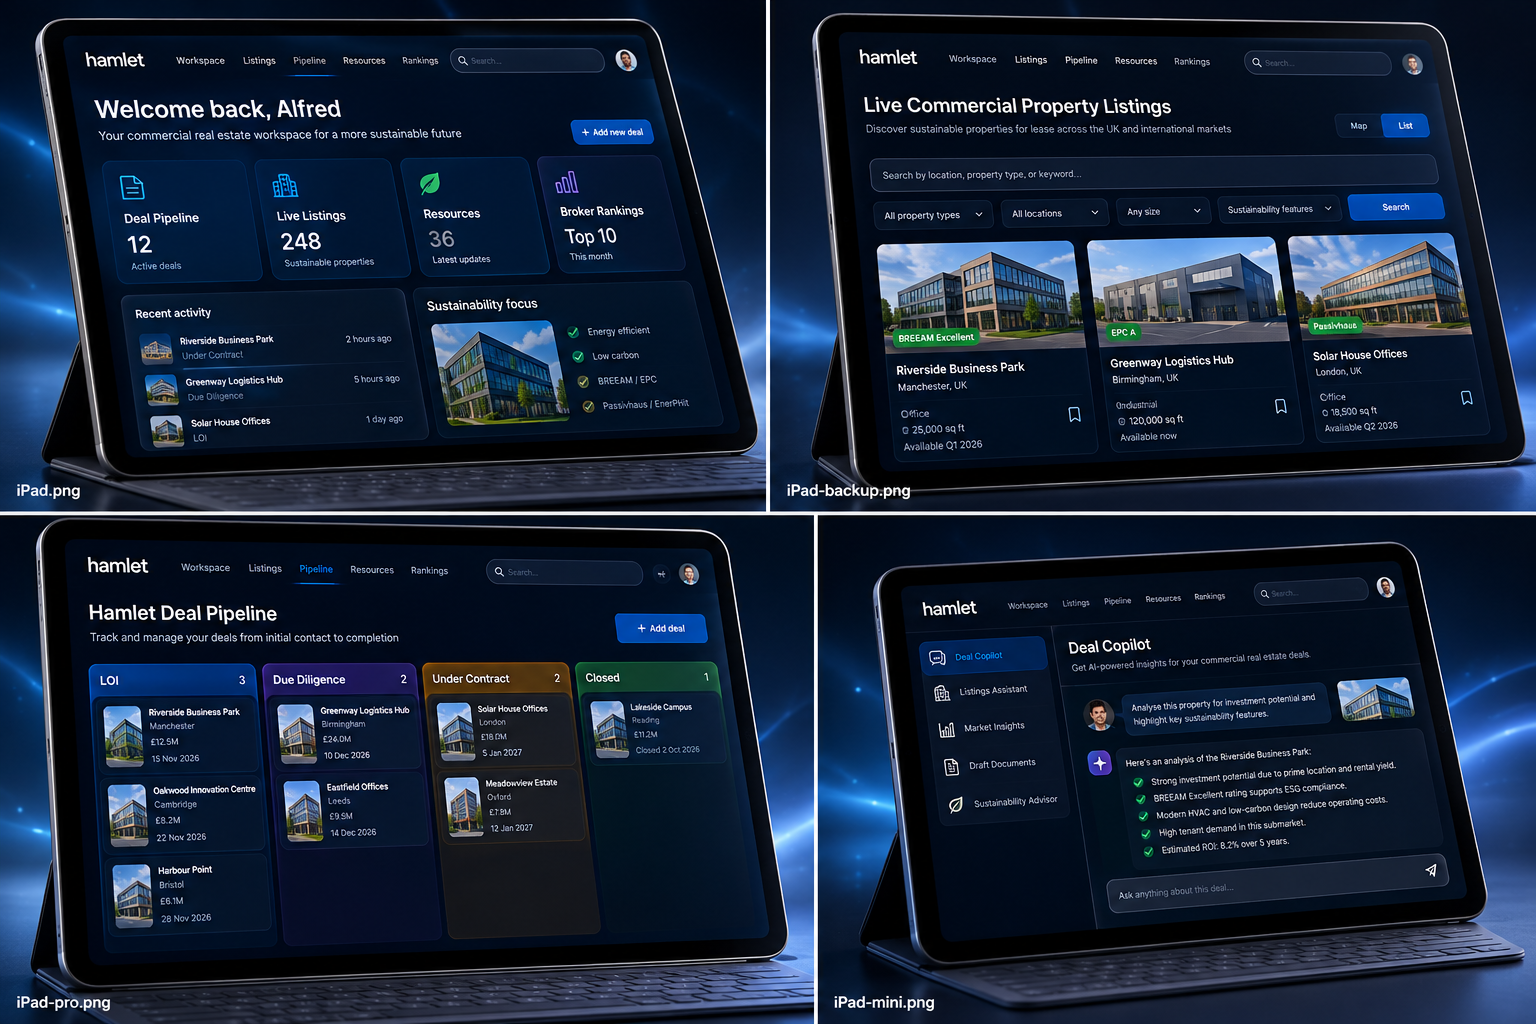 hamlet
Workspace Listings Pipeline Resources Rankings Search...
Welcome back, Alfred
Your commercial real estate workspace for a more sustainable future
+ Add new deal
Deal Pipeline
12
Active deals
Live Listings
248
Sustainable properties
Resources
36
Latest updates
Broker Rankings
Top 10
This month
Recent activity
Riverside Business Park
Under Contract
2 hours ago
Greenway Logistics Hub
Due Diligence
5 hours ago
Solar House Offices
LOI
1 day ago
Sustainability focus
Energy efficient
Low carbon
BREEAM / EPC
Passivhaus / EnerPHit
iPad.png
hamlet
Workspace Listings Pipeline Resources Rankings Search...
Live Commercial Property Listings
Discover sustainable properties for lease across the UK and international markets
Map List
Search by location, property type, or keyword...
All property types All locations Any size Sustainability features Search
BREEAM Excellent
Riverside Business Park
Manchester, UK
Office
25,000 sq ft
Available Q1 2026
EPC A
Greenway Logistics Hub
Birmingham, UK
120,000 sq ft
Available now
Passivhaus
Solar House Offices
London, UK
Office
18,500 sq ft
Available Q2 2026
iPad-backup.png
hamlet
Workspace Listings Pipeline Resources Rankings Search...
Hamlet Deal Pipeline
Track and manage your deals from initial contact to completion
+ Add deal
LOI 3
Riverside Business Park
Manchester
£12.5M
15 Nov 2026
Oakwood Innovation Centre
Cambridge
£8.2M
22 Nov 2026
Harbour Point
Bristol
£6.1M
28 Nov 2026
Due Diligence 2
Greenway Logistics Hub
Birmingham
£24.0M
10 Dec 2026
Eastfield Offices
Leeds
£9.5M
14 Dec 2026
Under Contract 2
Solar House Offices
London
5 Jan 2027
Meadowview Estate
Oxford
£7.8M
12 Jan 2027
Closed 1
Lakeside Campus
Reading
£11.2M
Closed 2 Oct 2026
iPad-pro.png
hamlet
Workspace Listings Pipeline Resources Rankings Search...
Deal Copilot
Listings Assistant
Market Insights
Draft Documents
Sustainability Advisor
Deal Copilot
Get AI-powered insights for your commercial real estate deals.
Analyse this property for investment potential and
highlight key sustainability features.
Here's an analysis of the Riverside Business Park:
Strong investment potential due to prime location and rental yield.
BREEAM Excellent rating supports ESG compliance.
Modern HVAC and low-carbon design reduce operating costs.
High tenant demand in this submarket.
Estimated ROI: 8.2% over 5 years.
Ask anything about this deal...
iPad-mini.png